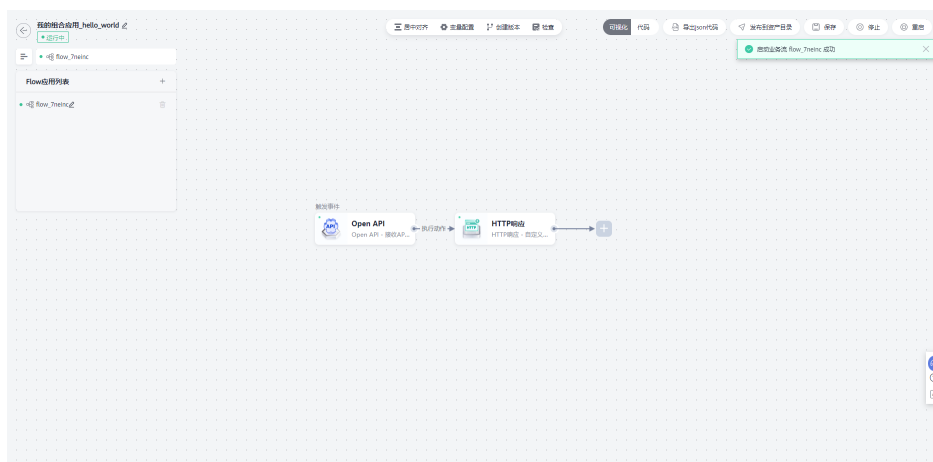 我的组合应用_hello_world
运行中
居中对齐 变量配置 创建版本 检查
可视化 代码 导出json代码 发布到资产目录 保存 停止 重启
启动业务流 flow_7neinc 成功
flow_7neinc
Flow应用列表 +
flow_7neinc
触发事件
Open API
Open API - 接收AP...
执行动作
HTTP响应
HTTP响应 - 自定义...
API
HTTP